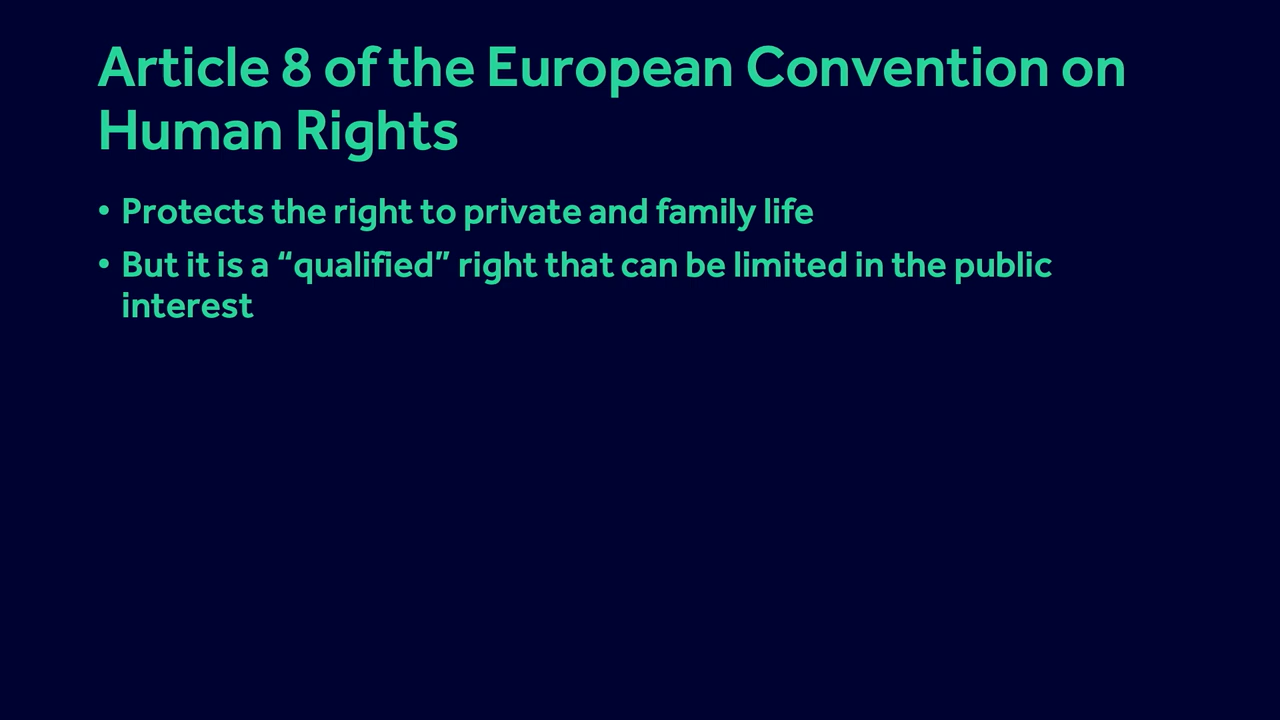 Article 8 of the European Convention on
Human Rights
• Protects the right to private and family life
• But it is a “qualified” right that can be limited in the public
interest